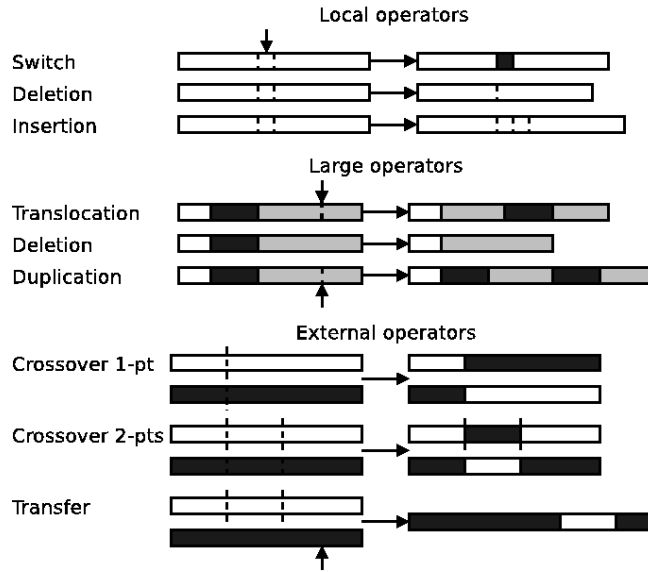 Local operators
Switch
Deletion
Insertion
Large operators
Translocation
Deletion
Duplication
External operators
Crossover 1-pt
Crossover 2-pts
Transfer